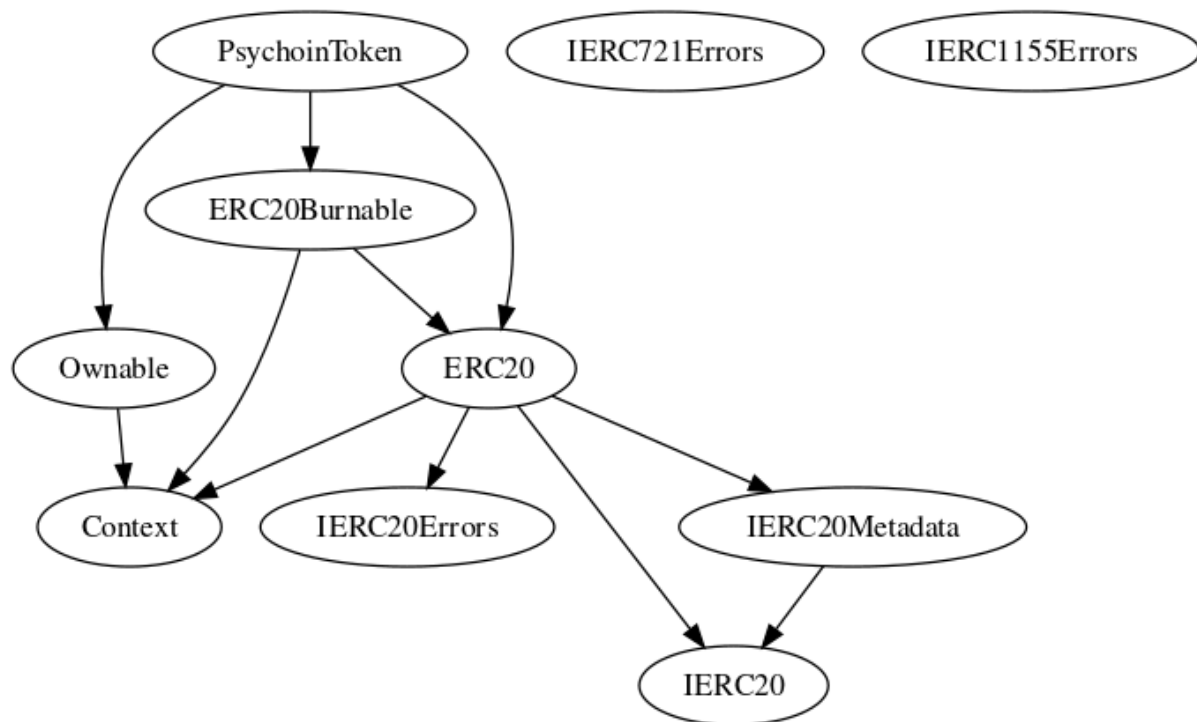 PsychoinToken
IERC721Errors
IERC1155Errors
ERC20Burnable
Ownable
ERC20
Context
IERC20Errors
IERC20Metadata
IERC20